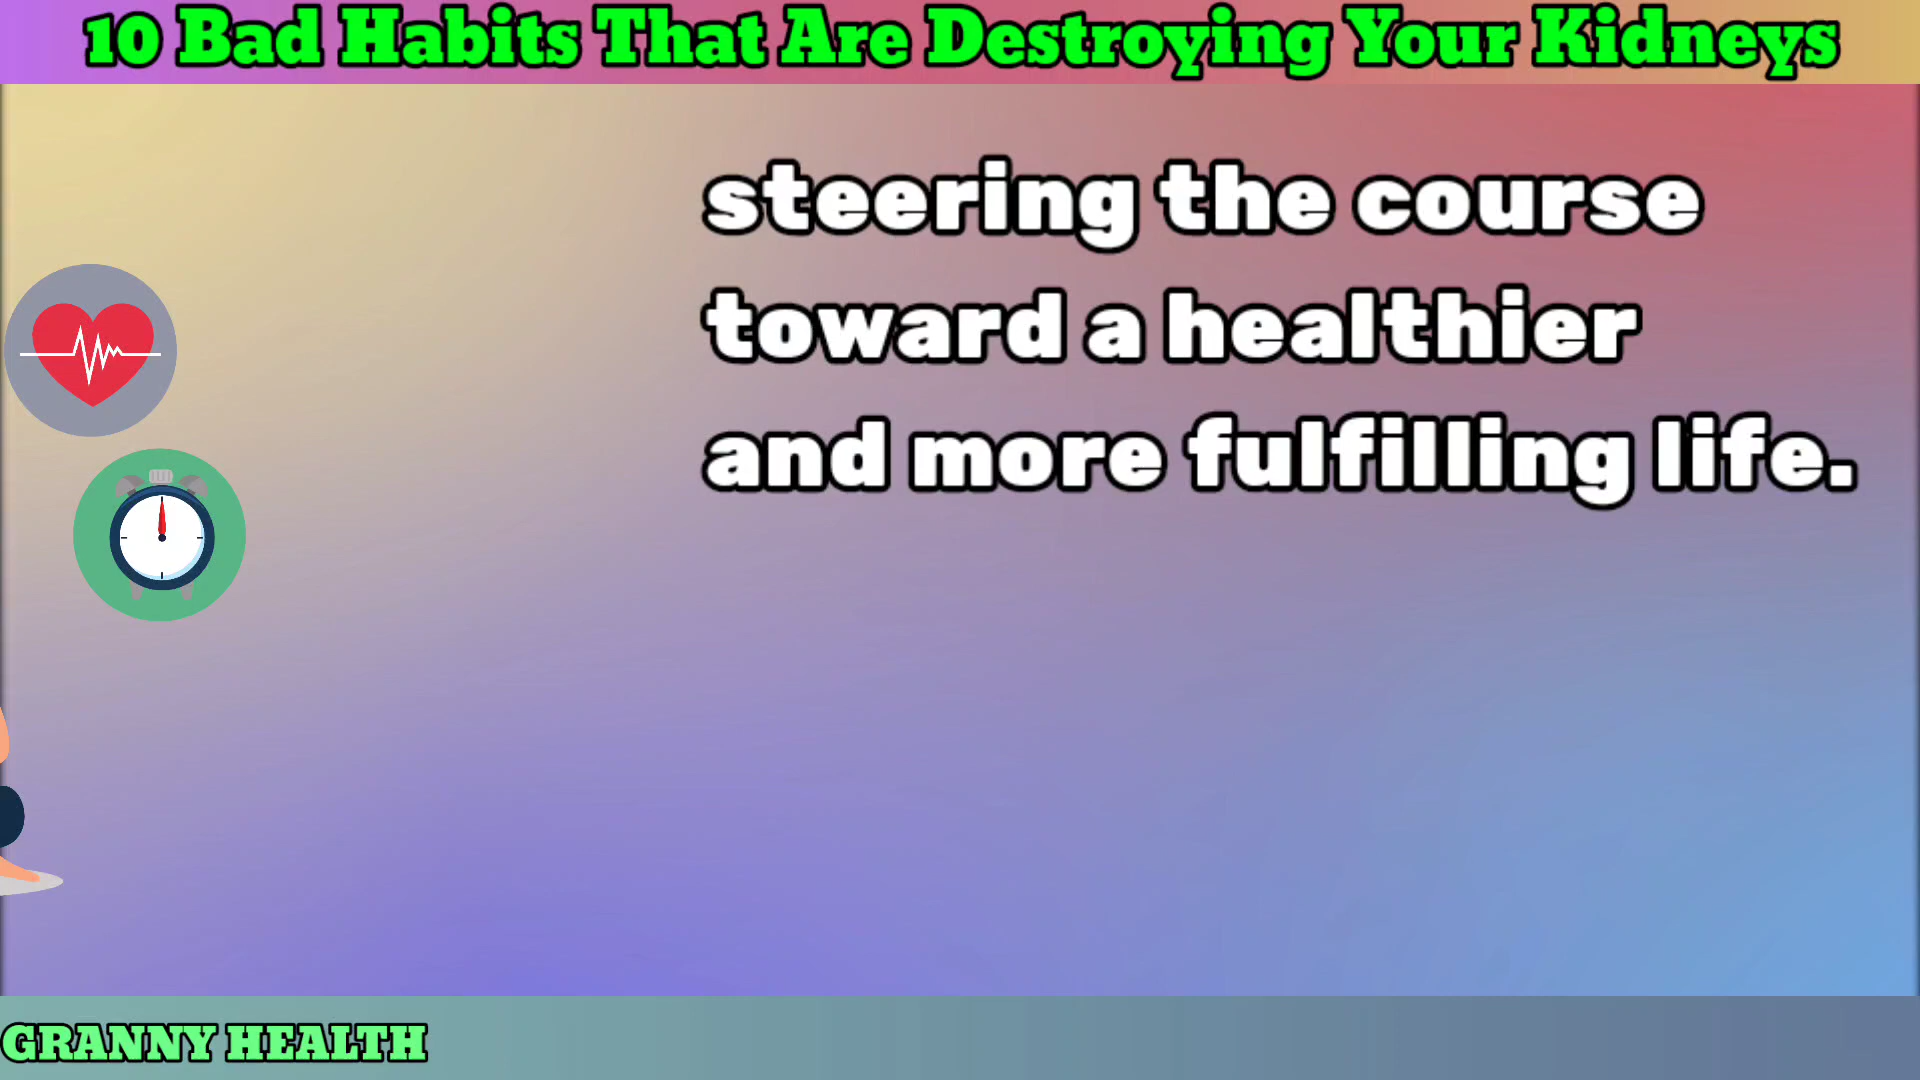 10 Bad Habits That Are Destroying Your Kidneys
steering the course
toward a healthier
and more fulfilling life.
GRANNY HEALTH